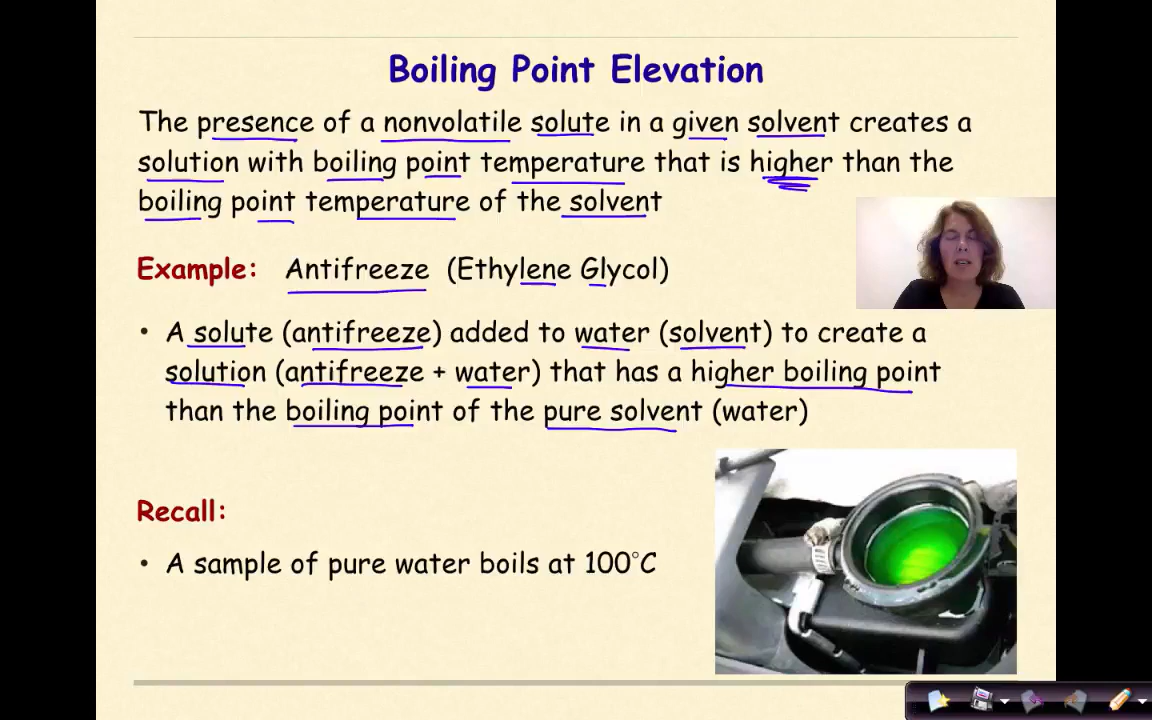 Boiling Point Elevation
The presence of a nonvolatile solute in a given solvent creates a
solution with boiling point temperature that is higher than the
boiling point temperature of the solvent
Example: Antifreeze (Ethylene Glycol)
• A solute (antifreeze) added to water (solvent) to create a
solution (antifreeze + water) that has a higher boiling point
than the boiling point of the pure solvent (water)
Recall:
• A sample of pure water boils at 100°C